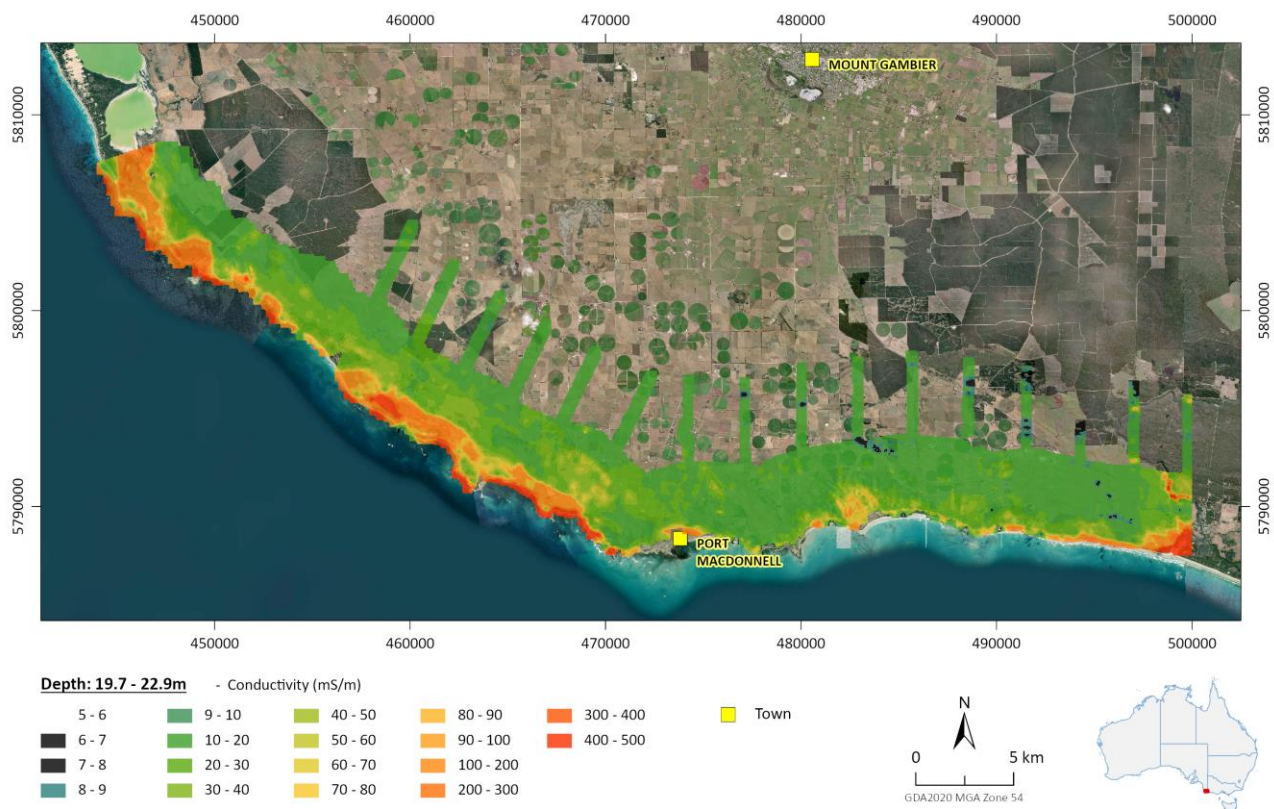 450000 460000 470000 480000 490000 500000
MOUNT GAMBIER
5810000 5810000
5800000 5800000
5790000 5790000
PORT
MACDONNELL
450000 460000 470000 480000 490000 500000
Depth: 19.7 - 22.9m - Conductivity (mS/m)
5 - 6 9 - 10 40 - 50 80 - 90 300 - 400 Town
6 - 7 10 - 20 50 - 60 90 - 100 400 - 500
7 - 8 20 - 30 60 - 70 100 - 200
8 - 9 30 - 40 70 - 80 200 - 300
N
0 5 km
GDA2020 MGA Zone 54